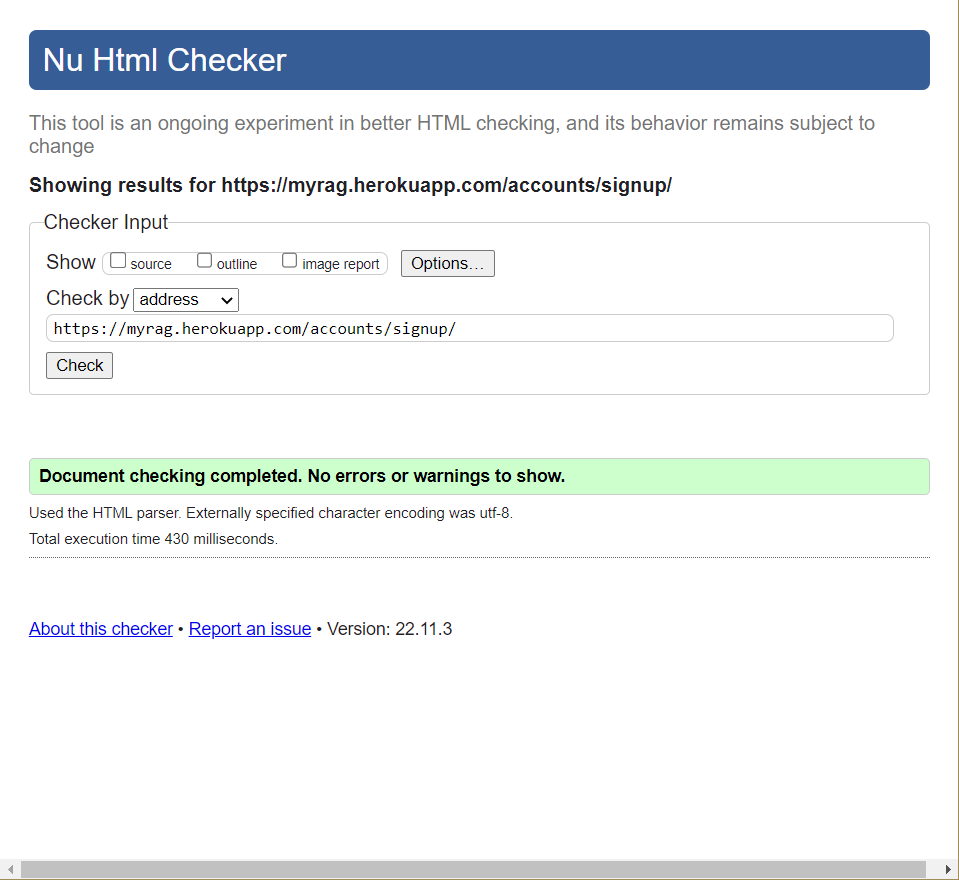 Nu Html Checker
This tool is an ongoing experiment in better HTML checking, and its behavior remains subject to
change
Showing results for https://myrag.herokuapp.com/accounts/signup/
Checker Input
Show source outline image report Options…
Check by address
https://myrag.herokuapp.com/accounts/signup/
Check
Document checking completed. No errors or warnings to show.
Used the HTML parser. Externally specified character encoding was utf-8.
Total execution time 430 milliseconds.
About this checker • Report an issue • Version: 22.11.3